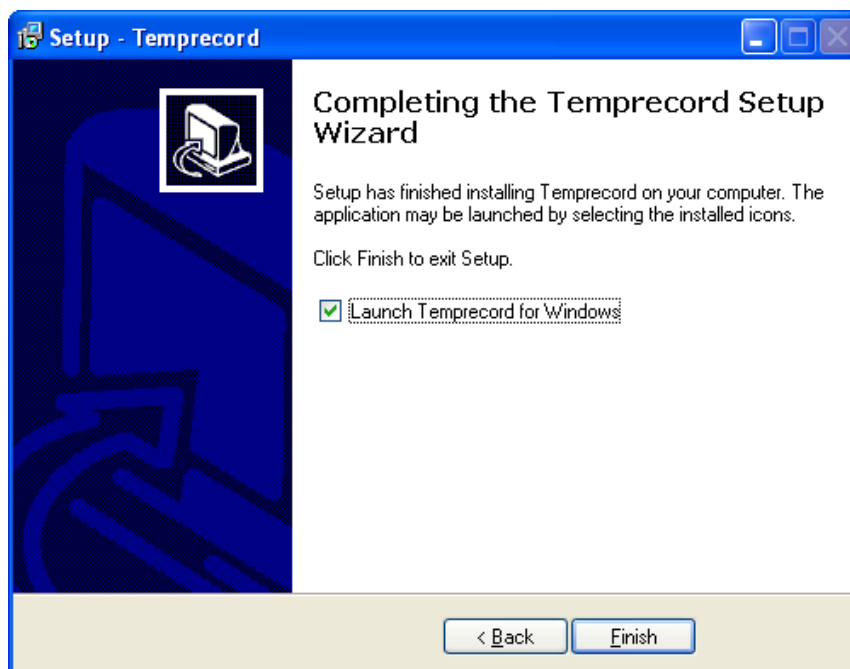 Setup - Temprecord
Completing the Temprecord Setup
Wizard
Setup has finished installing Temprecord on your computer. The
application may be launched by selecting the installed icons.
Click Finish to exit Setup.
Launch Temprecord for Windows
< Back
Finish